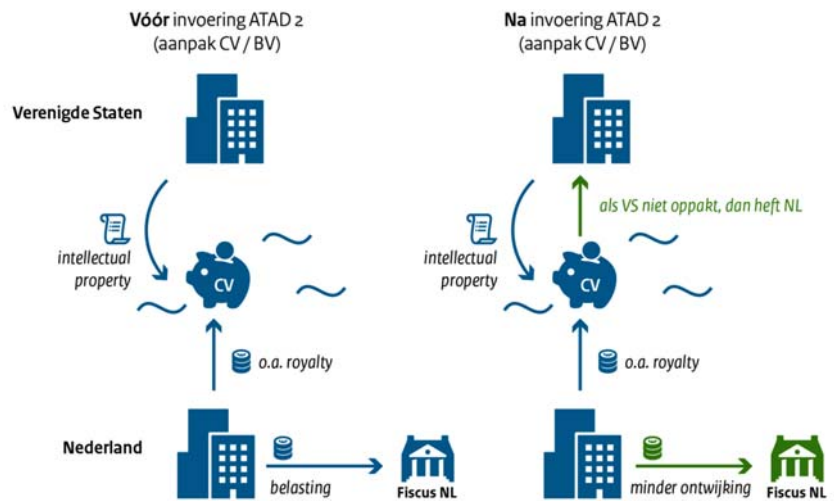 Vóór invoering ATAD 2
(aanpak CV / BV)
Na invoering ATAD 2
(aanpak CV / BV)
Verenigde Staten
als VS niet oppakt, dan heft NL
intellectual
property
CV
intellectual
property
CV
o.a. royalty
o.a. royalty
Nederland
belasting
Fiscus NL
minder ontwijking
Fiscus NL